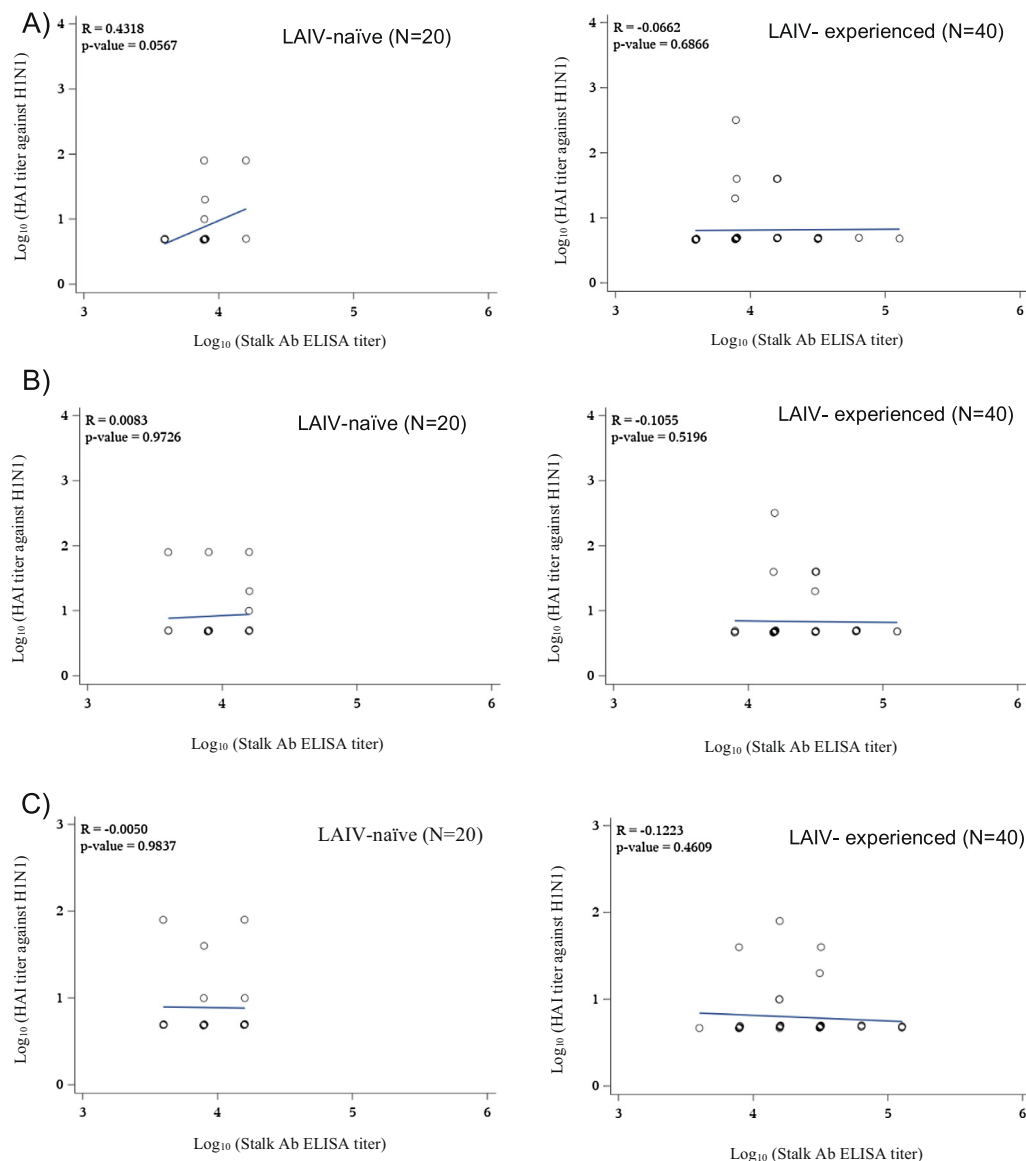 A)
R = 0.4318
p-value = 0.0567
LAIV-naïve (N=20)
Log10 (HAI titer against H1N1)
4
3
2
1
0
3 4 5 6
Log10 (Stalk Ab ELISA titer)
R = -0.0662
p-value = 0.6866
LAIV- experienced (N=40)
Log10 (HAI titer against H1N1)
4
3
2
1
0
3 4 5 6
Log10 (Stalk Ab ELISA titer)
B)
R = 0.0083
p-value = 0.9726
LAIV-naïve (N=20)
Log10 (HAI titer against H1N1)
4
3
2
1
0
3 4 5 6
Log10 (Stalk Ab ELISA titer)
R = -0.1055
p-value = 0.5196
LAIV- experienced (N=40)
Log10 (HAI titer against H1N1)
4
3
2
1
0
3 4 5 6
Log10 (Stalk Ab ELISA titer)
C)
R = -0.0050
p-value = 0.9837
LAIV-naïve (N=20)
Log10 (HAI titer against H1N1)
3
2
1
0
3 4 5 6
Log10 (Stalk Ab ELISA titer)
R = -0.1223
p-value = 0.4609
LAIV- experienced (N=40)
Log10 (HAI titer against H1N1)
3
2
1
0
3 4 5 6
Log10 (Stalk Ab ELISA titer)